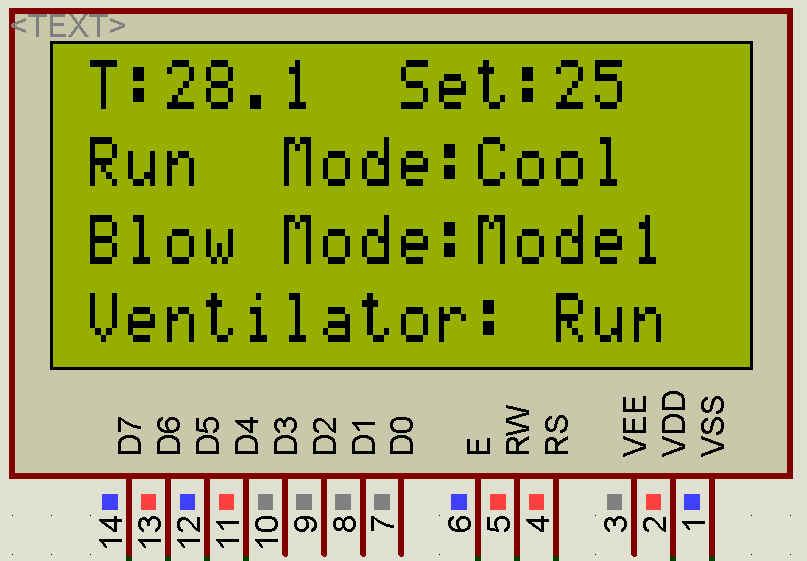 <TEXT>
T:28.1  Set:25
Run  Mode:Cool
Blow Mode:Mode1
Ventilator: Run
D7 D6 D5 D4 D3 D2 D1 D0 E RW RS VEE VDD VSS
14 13 12 11 10 9 8 7 6 5 4 3 2 1